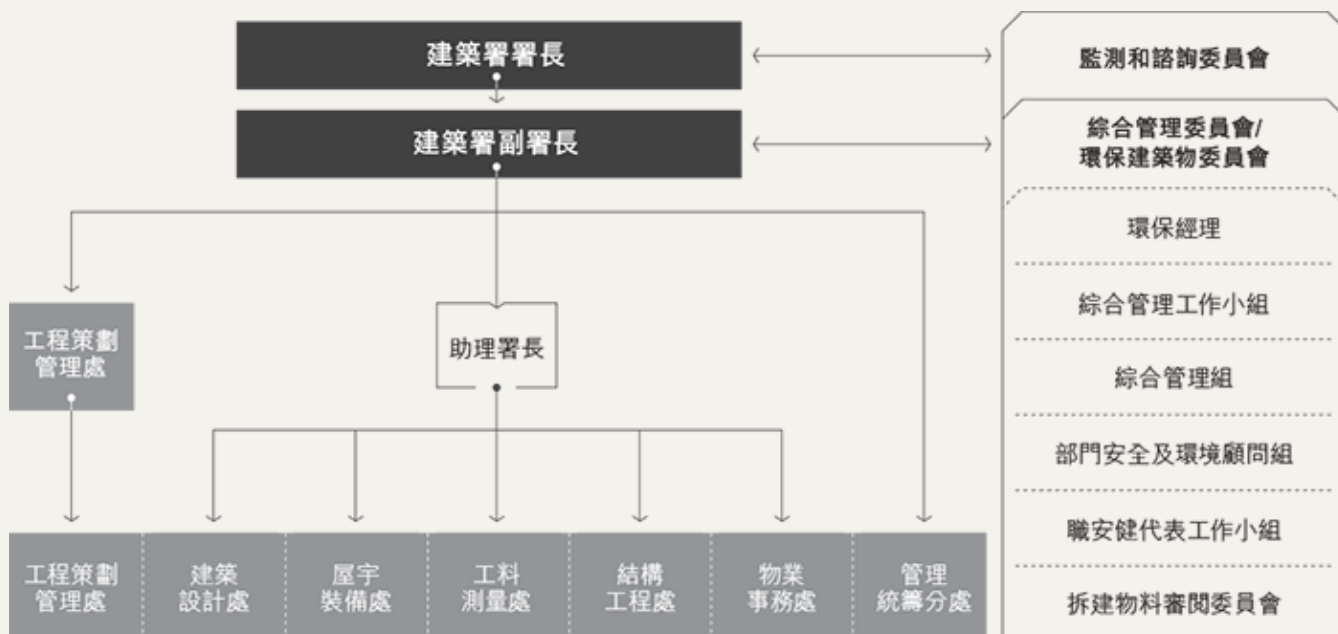 建築署署長
建築署副署長
工程策劃
管理處
助理署長
工程策劃
管理處
建築
設計處
屋宇
裝備處
工料
測量處
結構
工程處
物業
事務處
管理
統籌分處
監測和諮詢委員會
綜合管理委員會/
環保建築物委員會
環保經理
綜合管理工作小組
綜合管理組
部門安全及環境顧問組
職安健代表工作小組
拆建物料審閱委員會